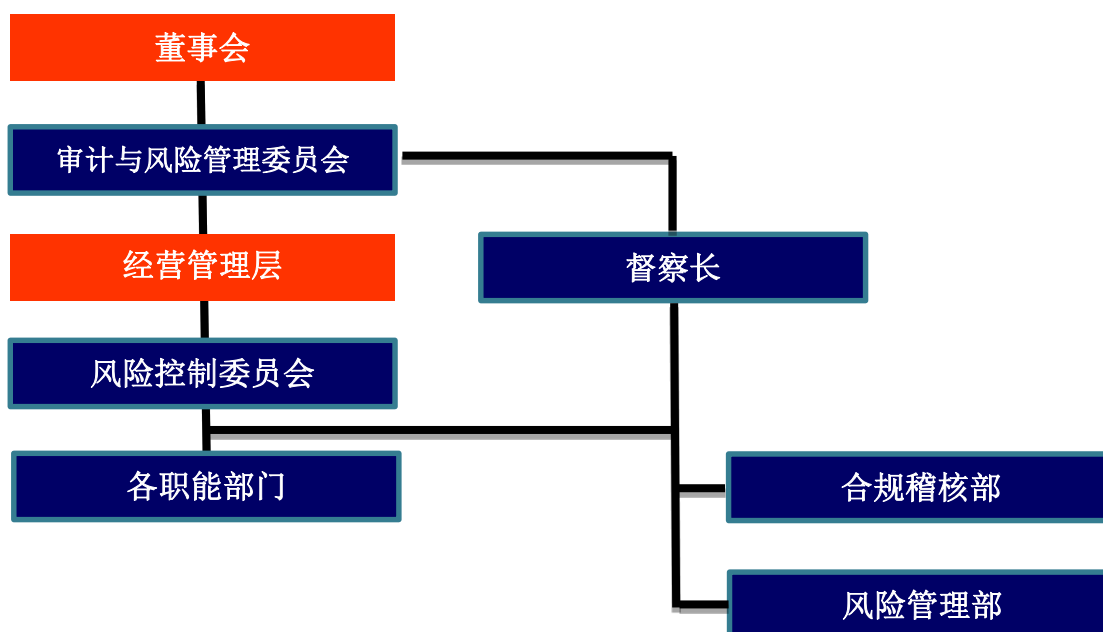 董事会
审计与风险管理委员会
经营管理层
督察长
风险控制委员会
各职能部门
合规稽核部
风险管理部